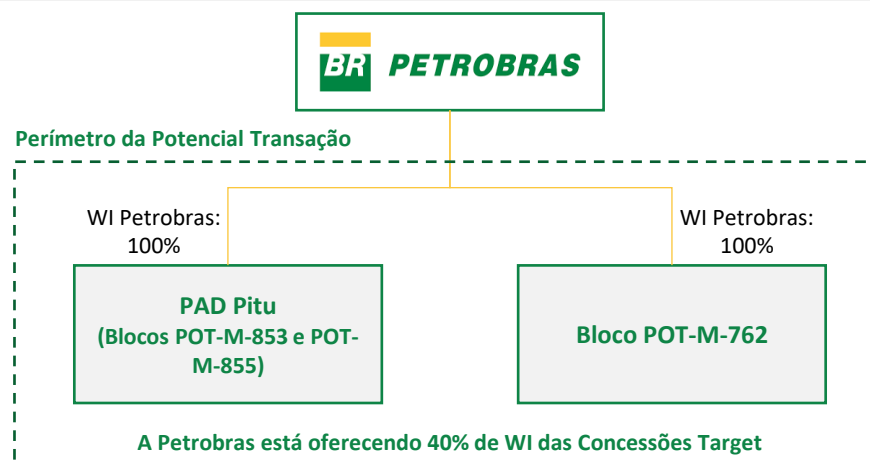 BR PETROBRAS
Perímetro da Potencial Transação
WI Petrobras:
100%
WI Petrobras:
100%
PAD Pitu
(Blocos POT-M-853 e POT-
M-855)
Bloco POT-M-762
A Petrobras está oferecendo 40% de WI das Concessões Target